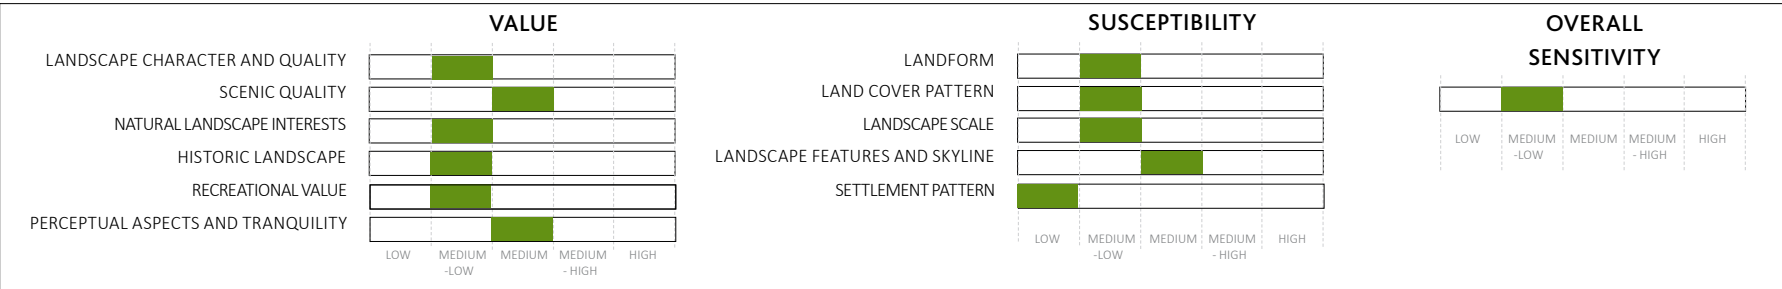 VALUE
LANDSCAPE CHARACTER AND QUALITY
SCENIC QUALITY
NATURAL LANDSCAPE INTERESTS
HISTORIC LANDSCAPE
RECREATIONAL VALUE
PERCEPTUAL ASPECTS AND TRANQUILITY
LOW
MEDIUM
-LOW
MEDIUM
MEDIUM
- HIGH
HIGH
SUSCEPTIBILITY
LANDFORM
LAND COVER PATTERN
LANDSCAPE SCALE
LANDSCAPE FEATURES AND SKYLINE
SETTLEMENT PATTERN
LOW
MEDIUM
-LOW
MEDIUM
MEDIUM
- HIGH
HIGH
OVERALL
SENSITIVITY
LOW
MEDIUM
-LOW
MEDIUM
MEDIUM
- HIGH
HIGH